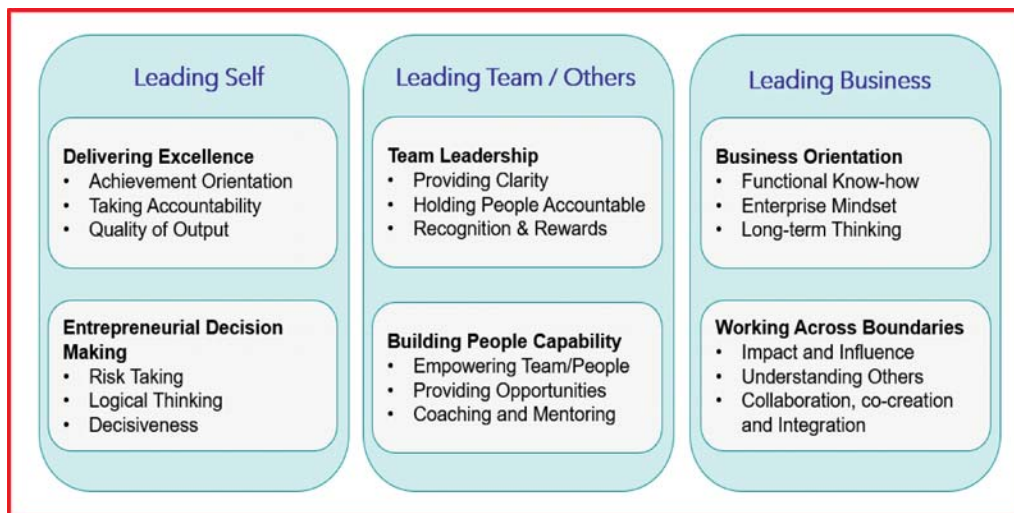 Leading Self
Delivering Excellence
• Achievement Orientation
• Taking Accountability
• Quality of Output
Entrepreneurial Decision
Making
• Risk Taking
• Logical Thinking
• Decisiveness
Leading Team / Others
Team Leadership
• Providing Clarity
• Holding People Accountable
• Recognition & Rewards
Building People Capability
• Empowering Team/People
• Providing Opportunities
• Coaching and Mentoring
Leading Business
Business Orientation
• Functional Know-how
• Enterprise Mindset
• Long-term Thinking
Working Across Boundaries
• Impact and Influence
• Understanding Others
• Collaboration, co-creation
and Integration